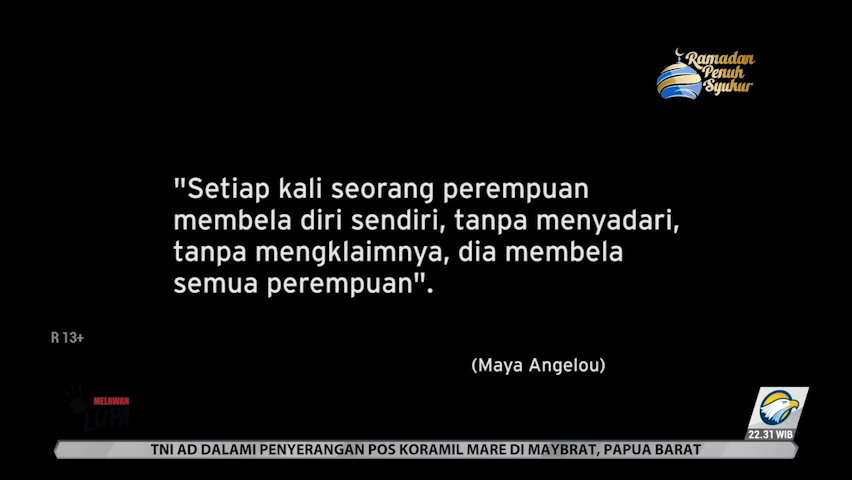 Ramadan
Penuh
Syukur
"Setiap kali seorang perempuan
membela diri sendiri, tanpa menyadari,
tanpa mengklaimnya, dia membela
semua perempuan".
R 13+
(Maya Angelou)
MELAWAN
LUPA
22.31 WIB
TNI AD DALAMI PENYERANGAN POS KORAMIL MARE DI MAYBRAT, PAPUA BARAT